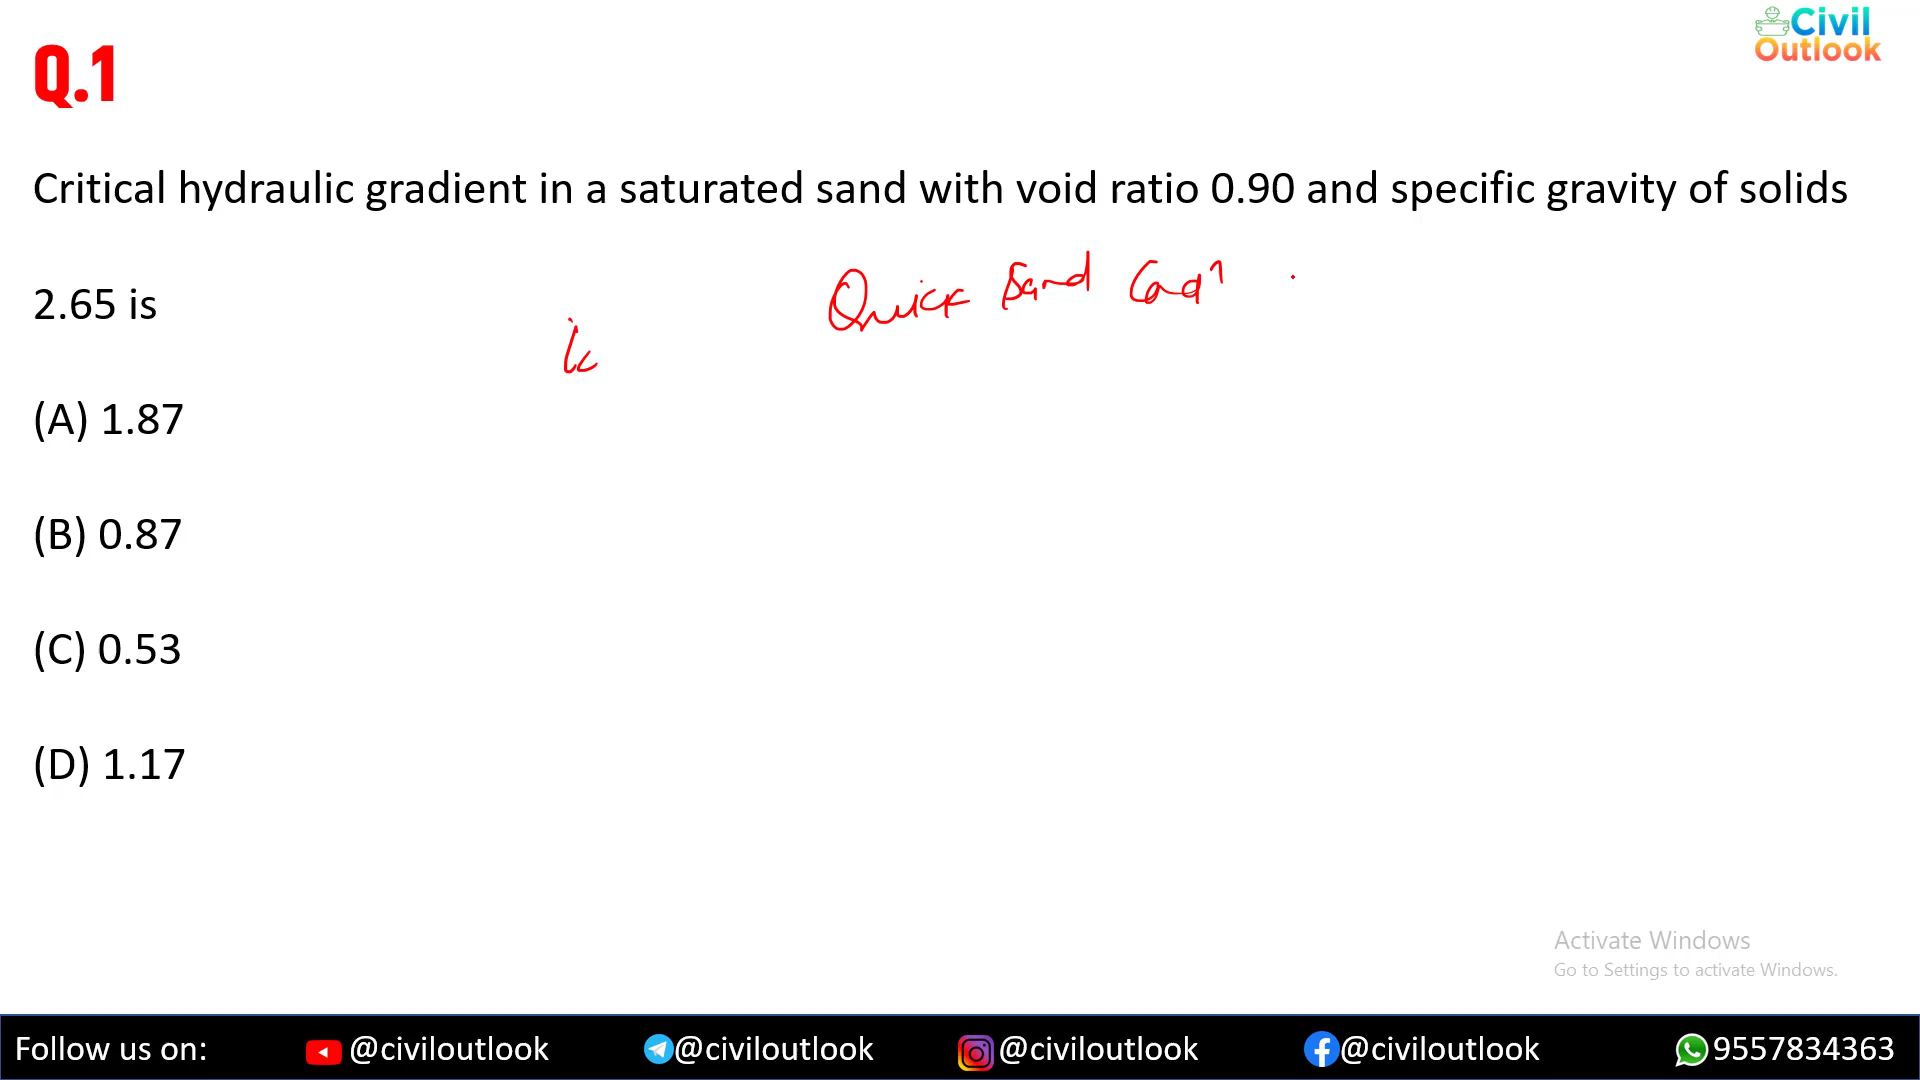 Civil
Outlook
Q.1
Critical hydraulic gradient in a saturated sand with void ratio 0.90 and specific gravity of solids
Quick Sand Condn
2.65 is
ic
(A) 1.87
(B) 0.87
(C) 0.53
(D) 1.17
Activate Windows
Go to Settings to activate Windows.
Follow us on: @civiloutlook @civiloutlook @civiloutlook @civiloutlook 9557834363